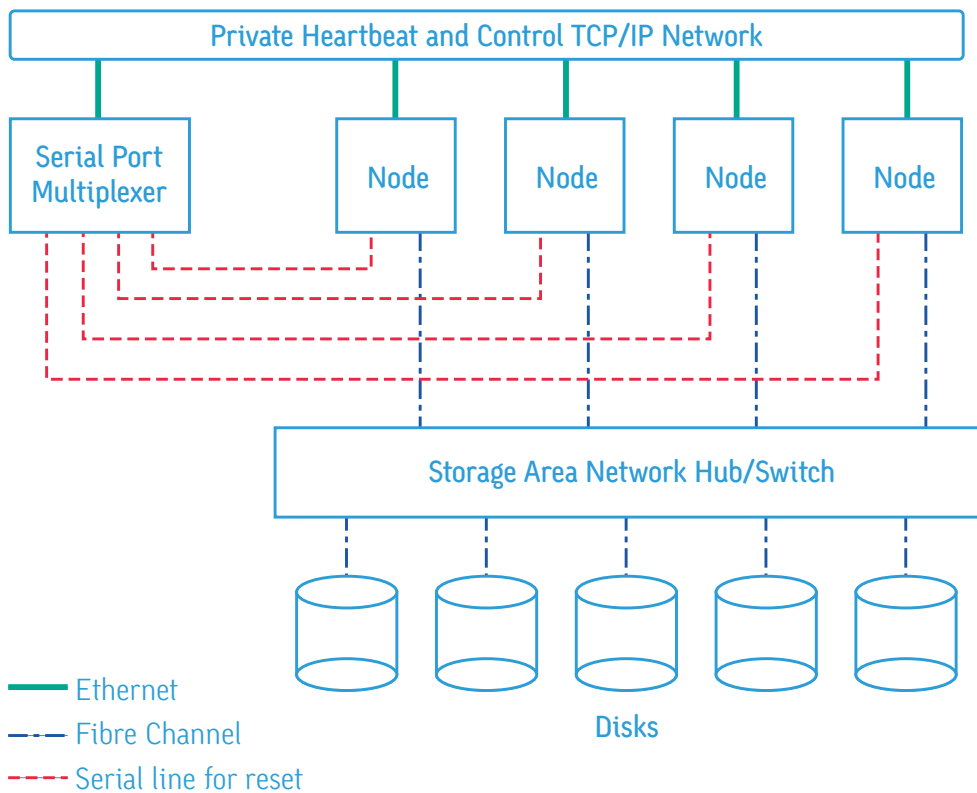 Private Heartbeat and Control TCP/IP Network
Serial Port
Multiplexer
Node
Node
Node
Node
Storage Area Network Hub/Switch
Disks
Ethernet
Fibre Channel
Serial line for reset